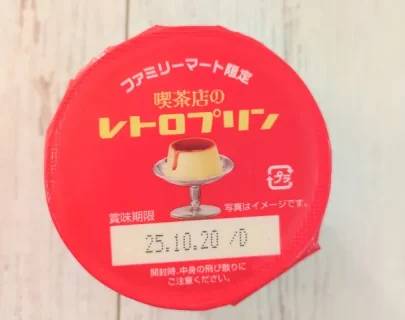 ファミリーマート限定
喫茶店の
レトロプリン
プラ
写真はイメージです。
賞味期限
25.10.20 /D
開封時、中身の飛び散りに
ご注意ください。